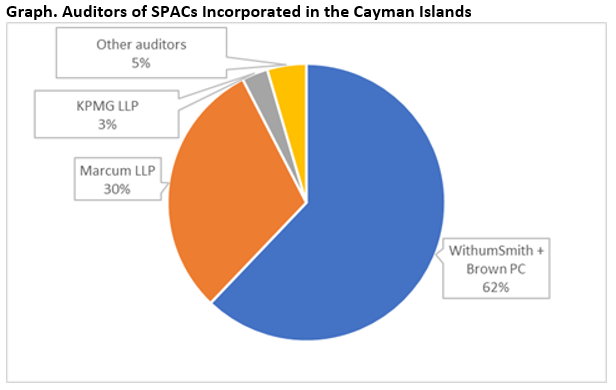 Graph. Auditors of SPACs Incorporated in the Cayman Islands
Other auditors
5%
KPMG LLP
3%
Marcum LLP
30%
WithumSmith +
Brown PC
62%